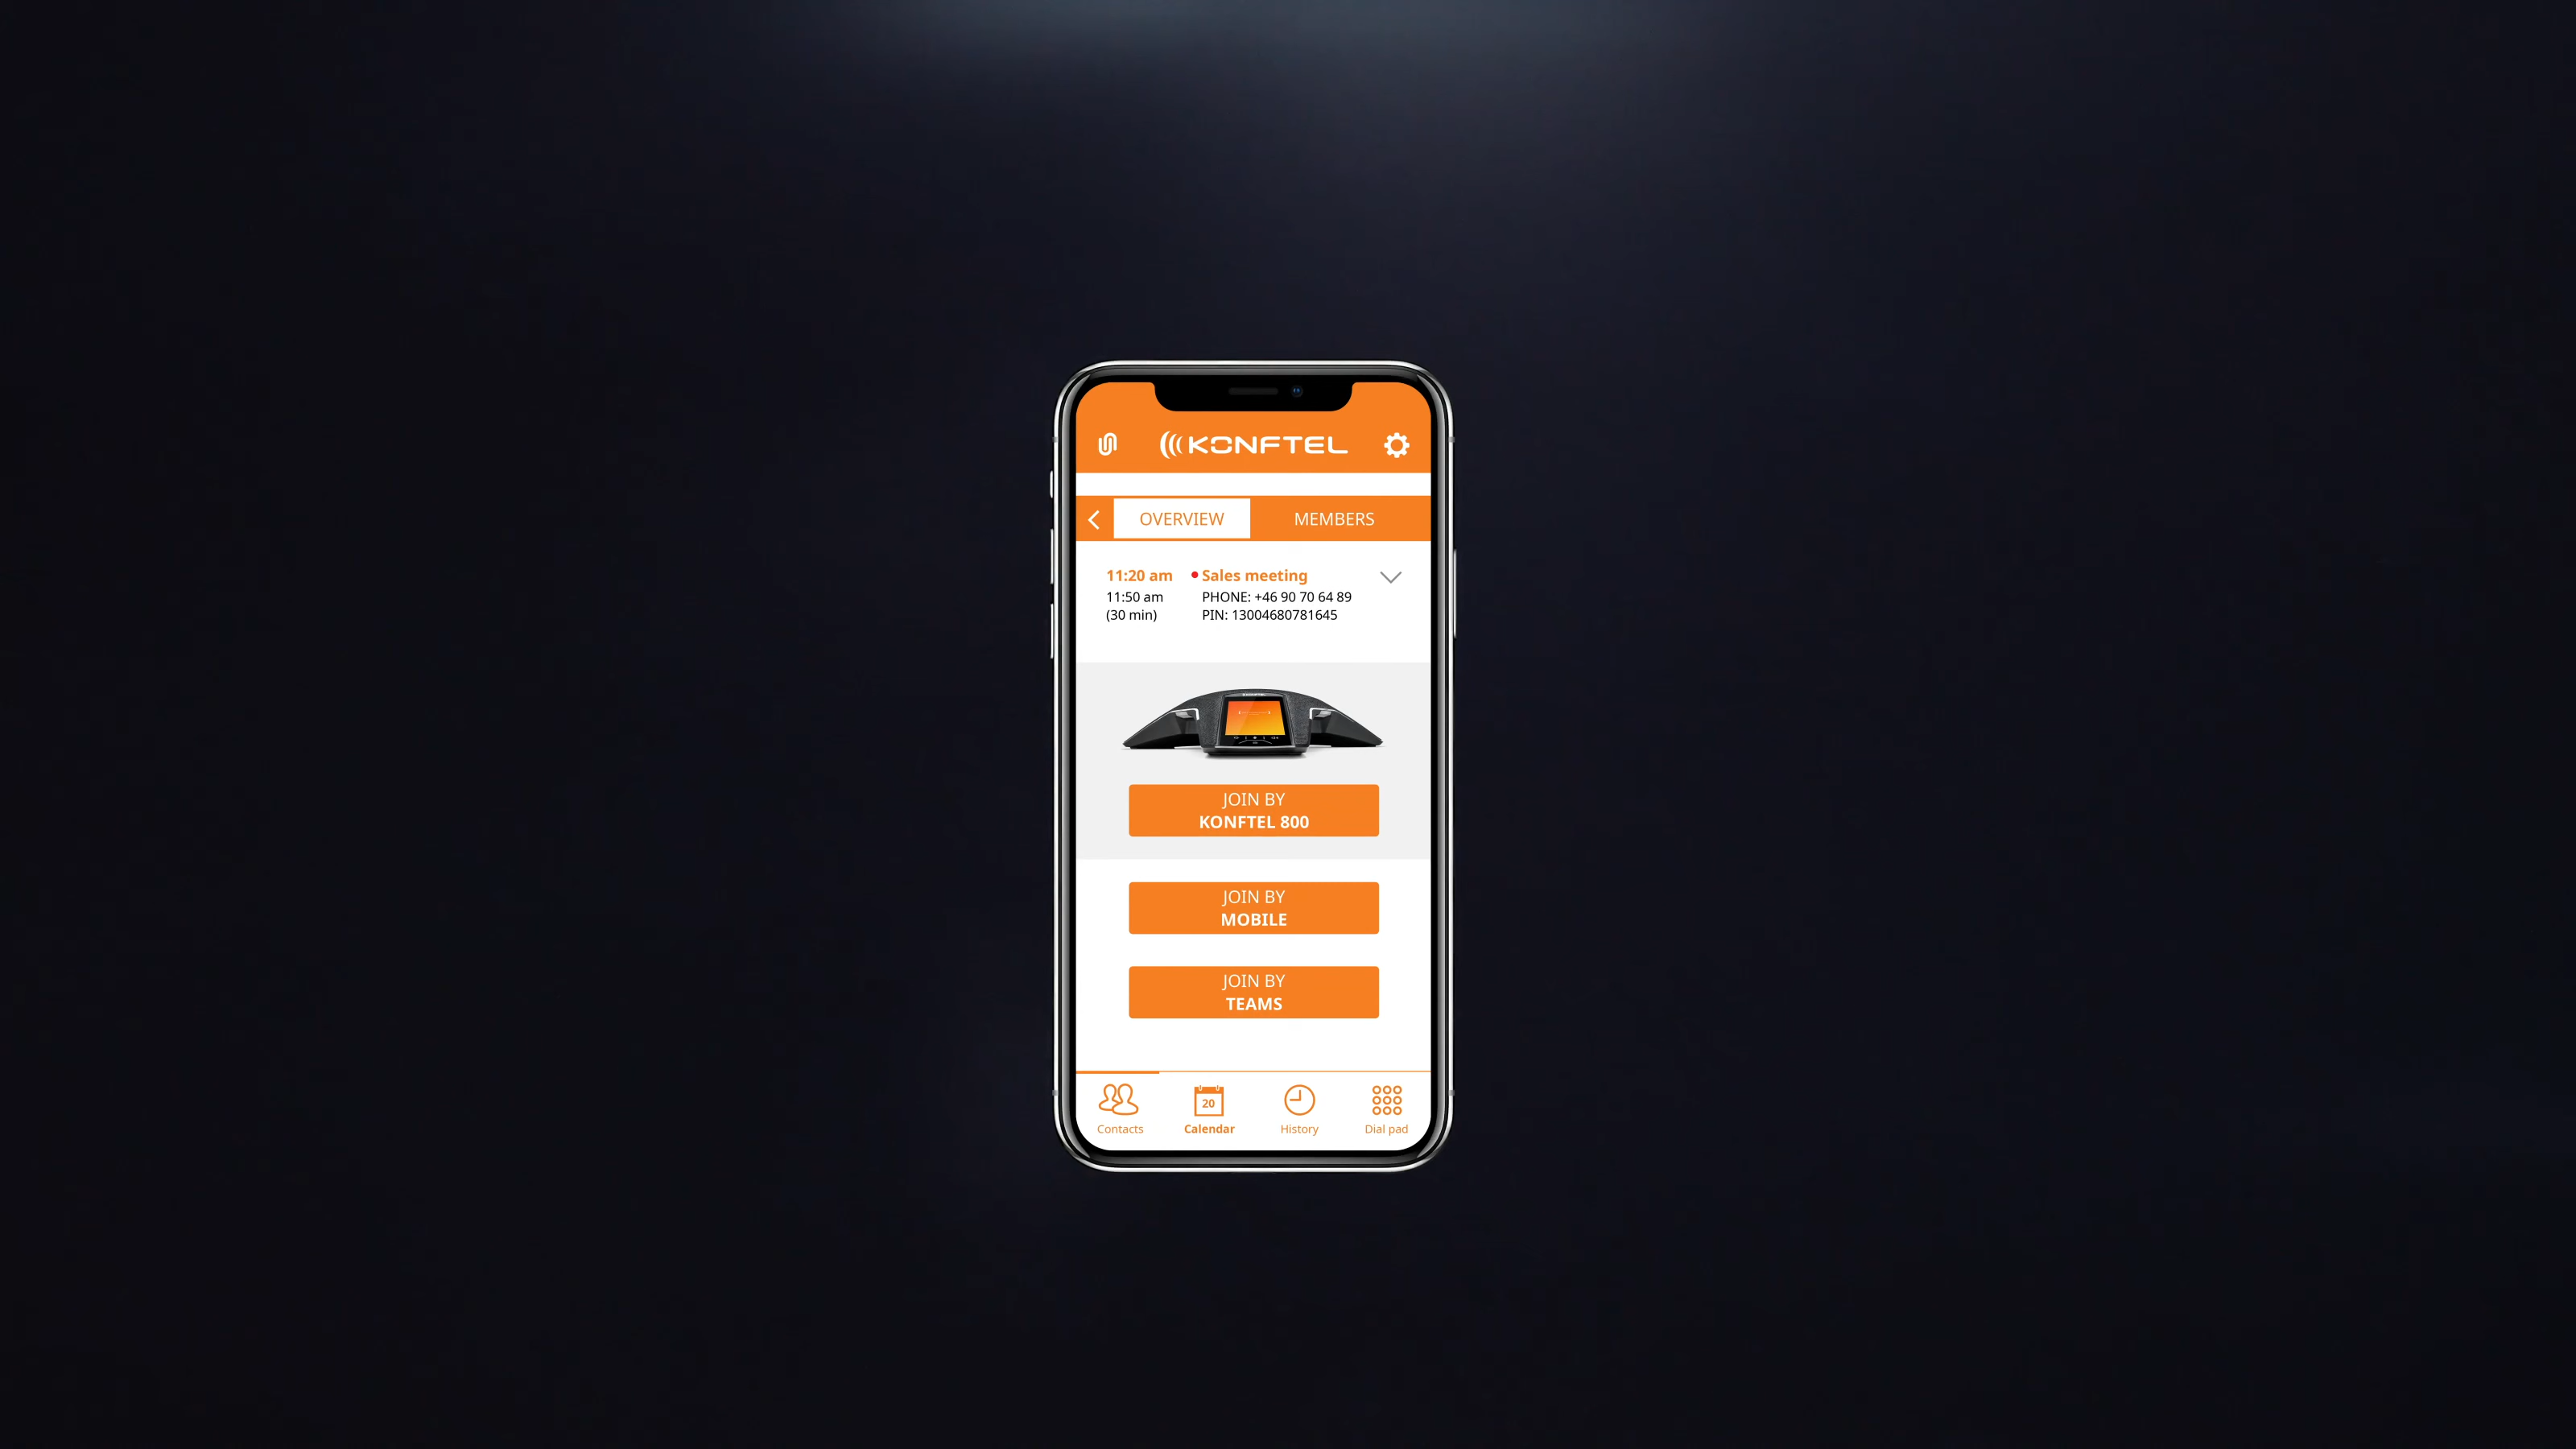 KONFTEL
OVERVIEW
MEMBERS
11:20 am
Sales meeting
11:50 am
PHONE: +46 90 70 64 89
(30 min)
PIN: 13004680781645
JOIN BY
KONFTEL 800
JOIN BY
MOBILE
JOIN BY
TEAMS
20
Contacts
Calendar
History
Dial pad